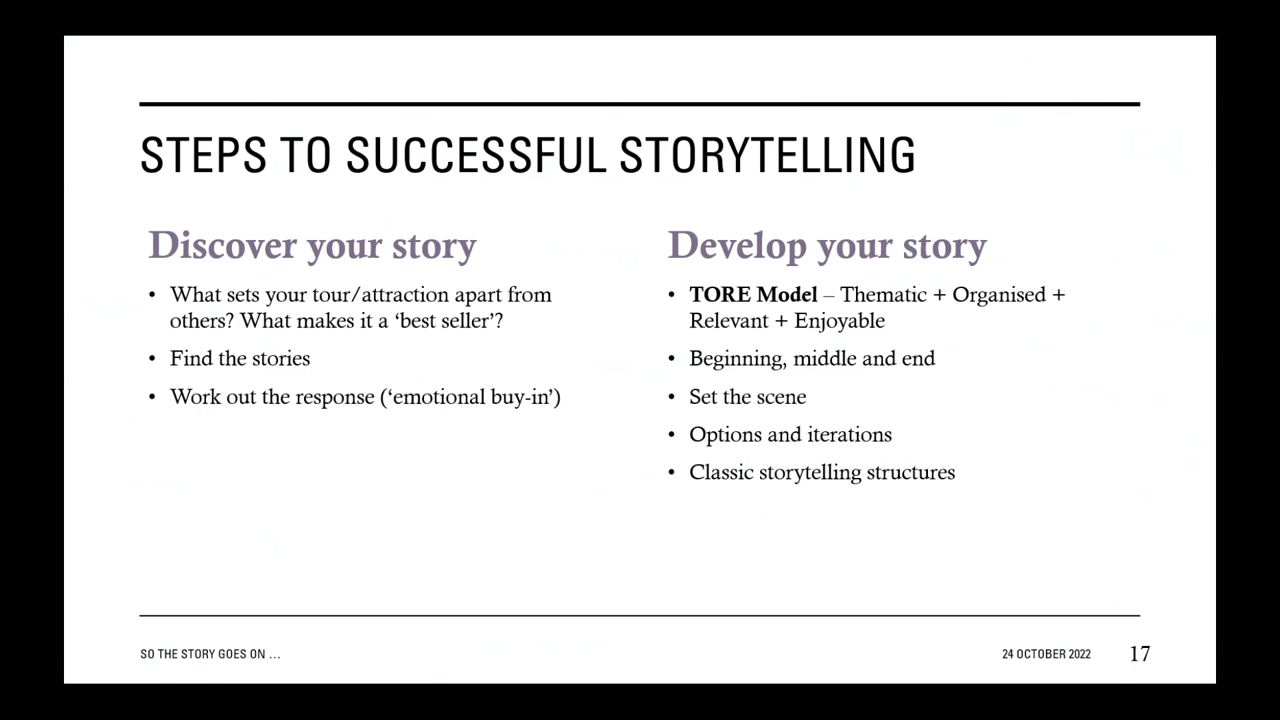 STEPS TO SUCCESSFUL STORYTELLING
Discover your story
• What sets your tour/attraction apart from
others? What makes it a ‘best seller’?
• Find the stories
• Work out the response (‘emotional buy-in’)
Develop your story
• TORE Model – Thematic + Organised +
Relevant + Enjoyable
• Beginning, middle and end
• Set the scene
• Options and iterations
• Classic storytelling structures
SO THE STORY GOES ON …
24 OCTOBER 2022
17